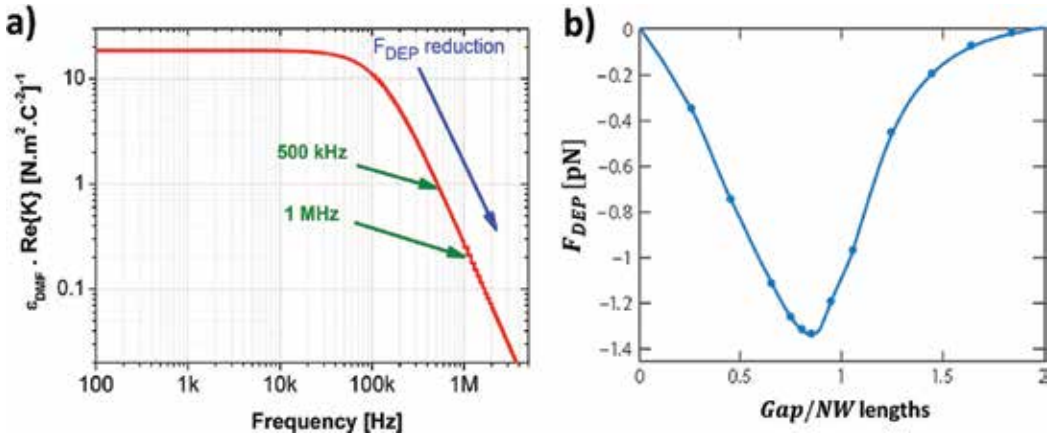 a)
F_DEP reduction
500 kHz
1 MHz
ε_DMF . Re{K} [N.m².C⁻²]⁻¹
10
1
0.1
100 1k 10k 100k 1M
Frequency [Hz]
b)
F_DEP [pN]
0
−0.2
−0.4
−0.6
−0.8
−1
−1.2
−1.4
0 0.5 1 1.5 2
Gap/NW lengths